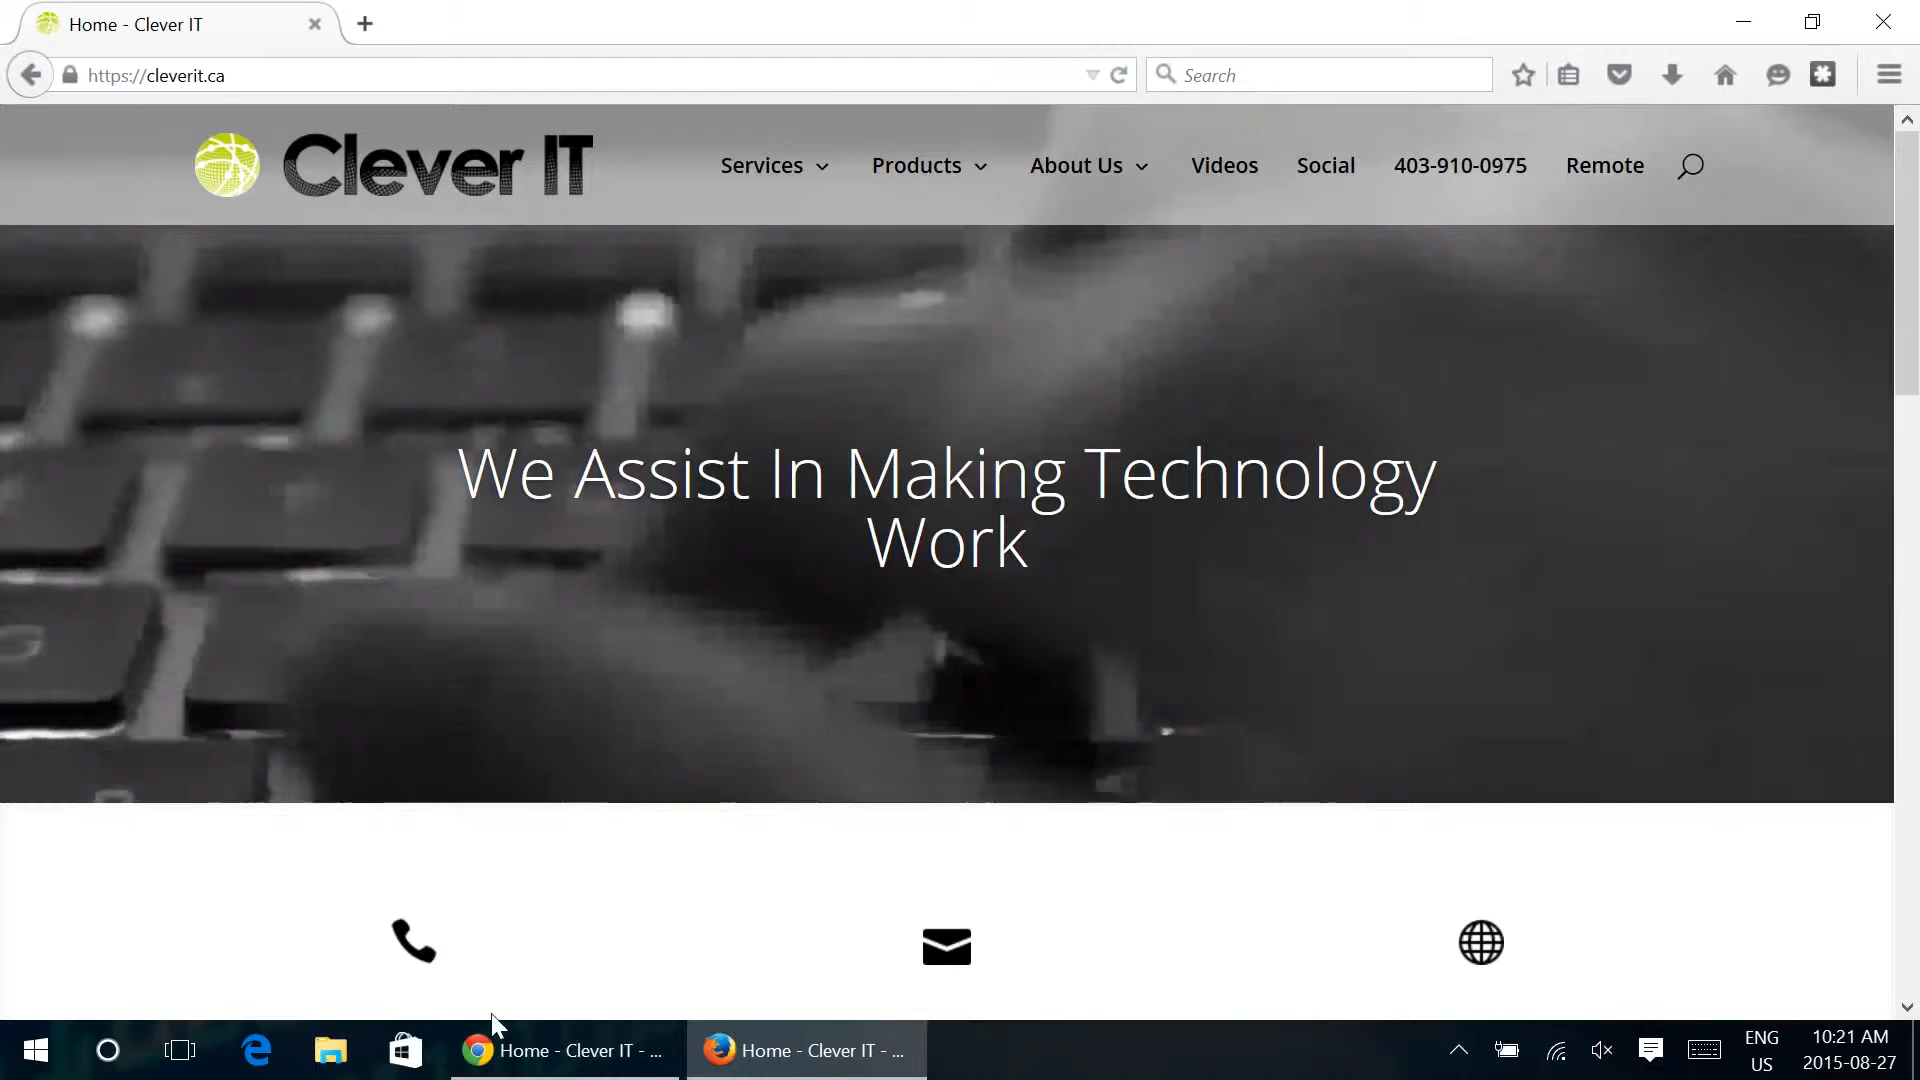 Home - Clever IT
https://cleverit.ca
Search
Clever IT
Services
Products
About Us
Videos
Social
403-910-0975
Remote
We Assist In Making Technology
Work
Home - Clever IT - ...
Home - Clever IT - ...
ENG
US
10:21 AM
2015-08-27